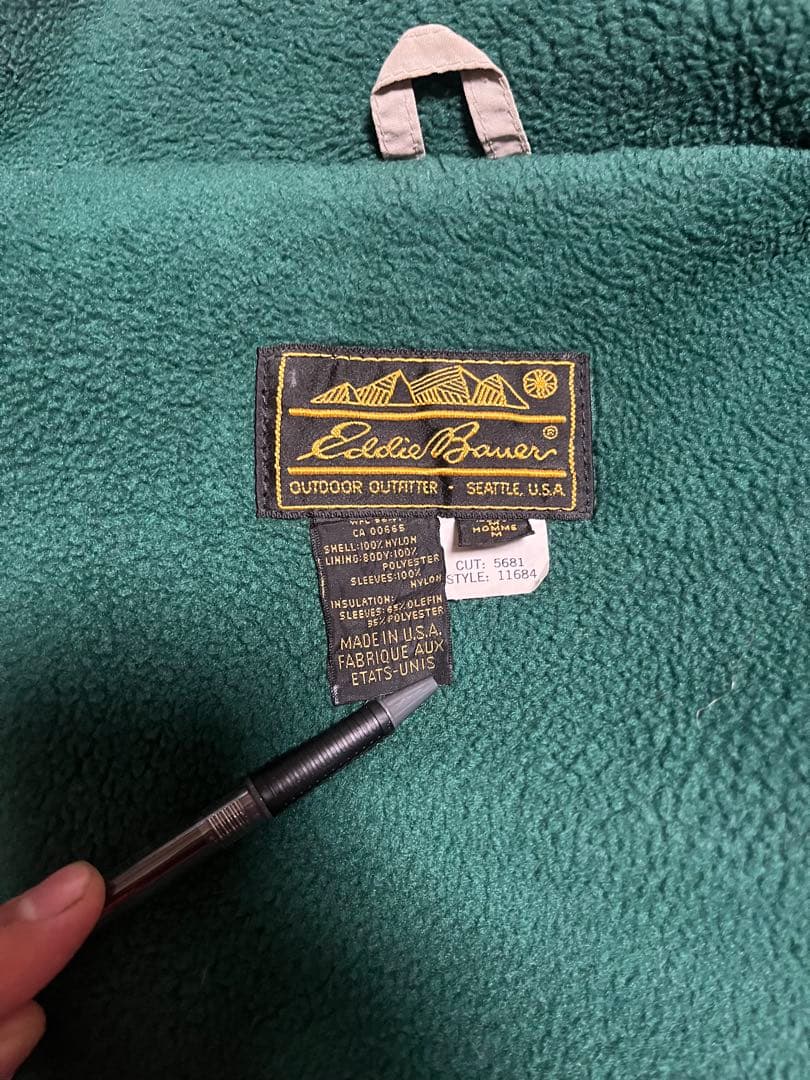 Eddie Bauer®
OUTDOOR OUTFITTER - SEATTLE, U.S.A.
CA 00665
SHELL:100% NYLON
LINING:BODY:100%
POLYESTER
SLEEVES:100%
NYLON
INSULATION:
SLEEVES:65% OLEFIN
35% POLYESTER
MADE IN U.S.A.
FABRIQUE AUX
ETATS-UNIS
HOMME
M
CUT: 5681
STYLE: 11684